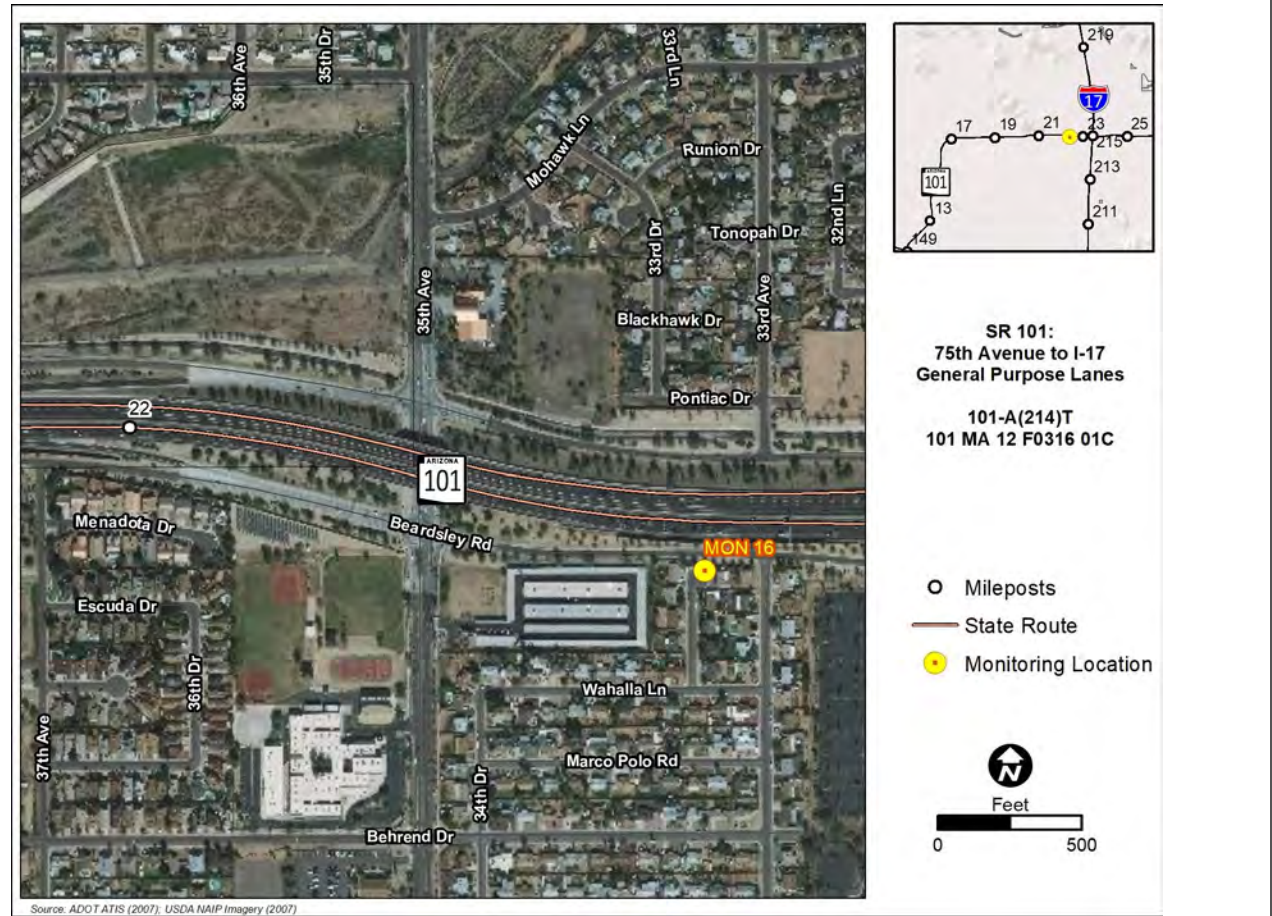 36th Ave
35th Dr
33rd Ln
Mohawk Ln
Runion Dr
32nd Ln
Tonopah Dr
33rd Dr
35th Ave
33rd Ave
Blackhawk Dr
Pontiac Dr
22
ARIZONA
101
Menadota Dr
Beardsley Rd
MON 16
Escuda Dr
36th Dr
Wahalla Ln
37th Ave
Marco Polo Rd
34th Dr
Behrend Dr
Source: ADOT ATIS (2007); USDA NAIP Imagery (2007)
219
17
17
19
21
23
25
215
ARIZONA
101
213
13
211
149
SR 101:
75th Avenue to I-17
General Purpose Lanes
101-A(214)T
101 MA 12 F0316 01C
Mileposts
State Route
Monitoring Location
N
Feet
0 500